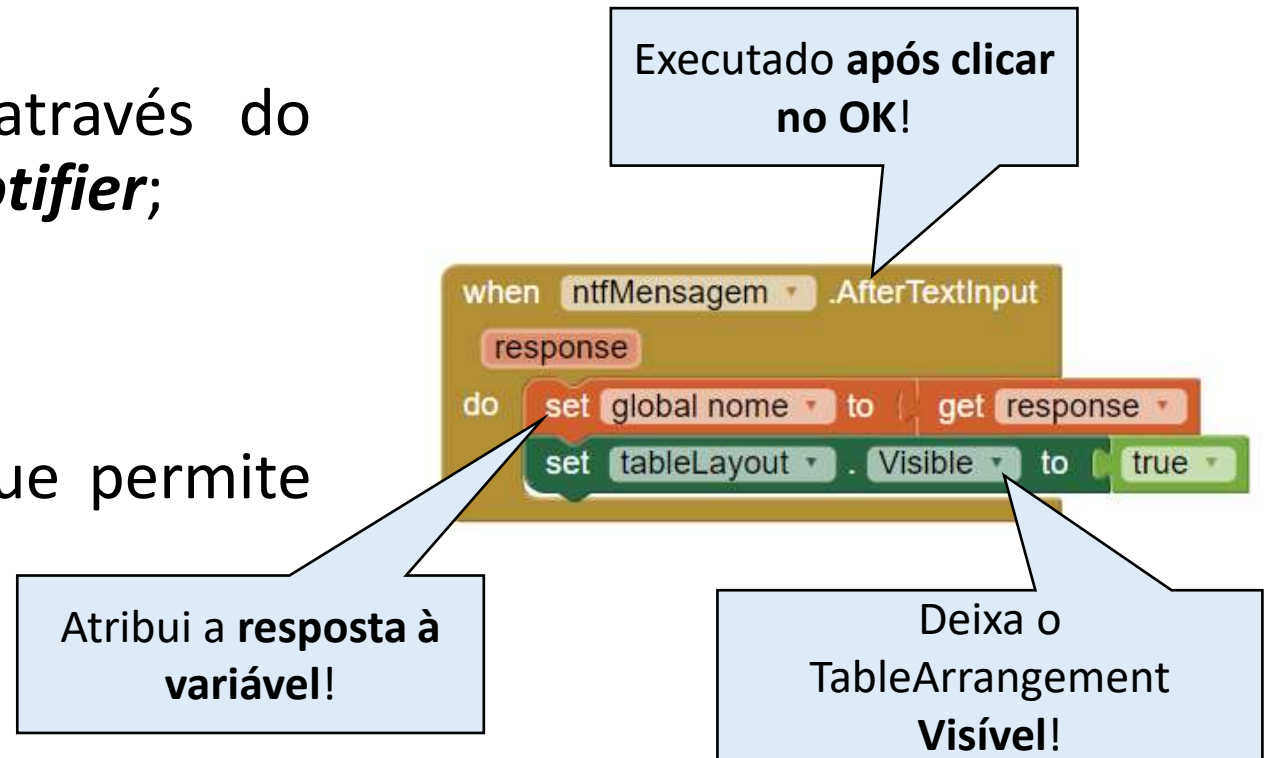 Executado após clicar
no OK!
através do
otifier;
when ntfMensagem .AfterTextInput
response
do set global nome to get response
set tableLayout . Visible to true
ue permite
Atribui a resposta à
variável!
Deixa o
TableArrangement
Visível!